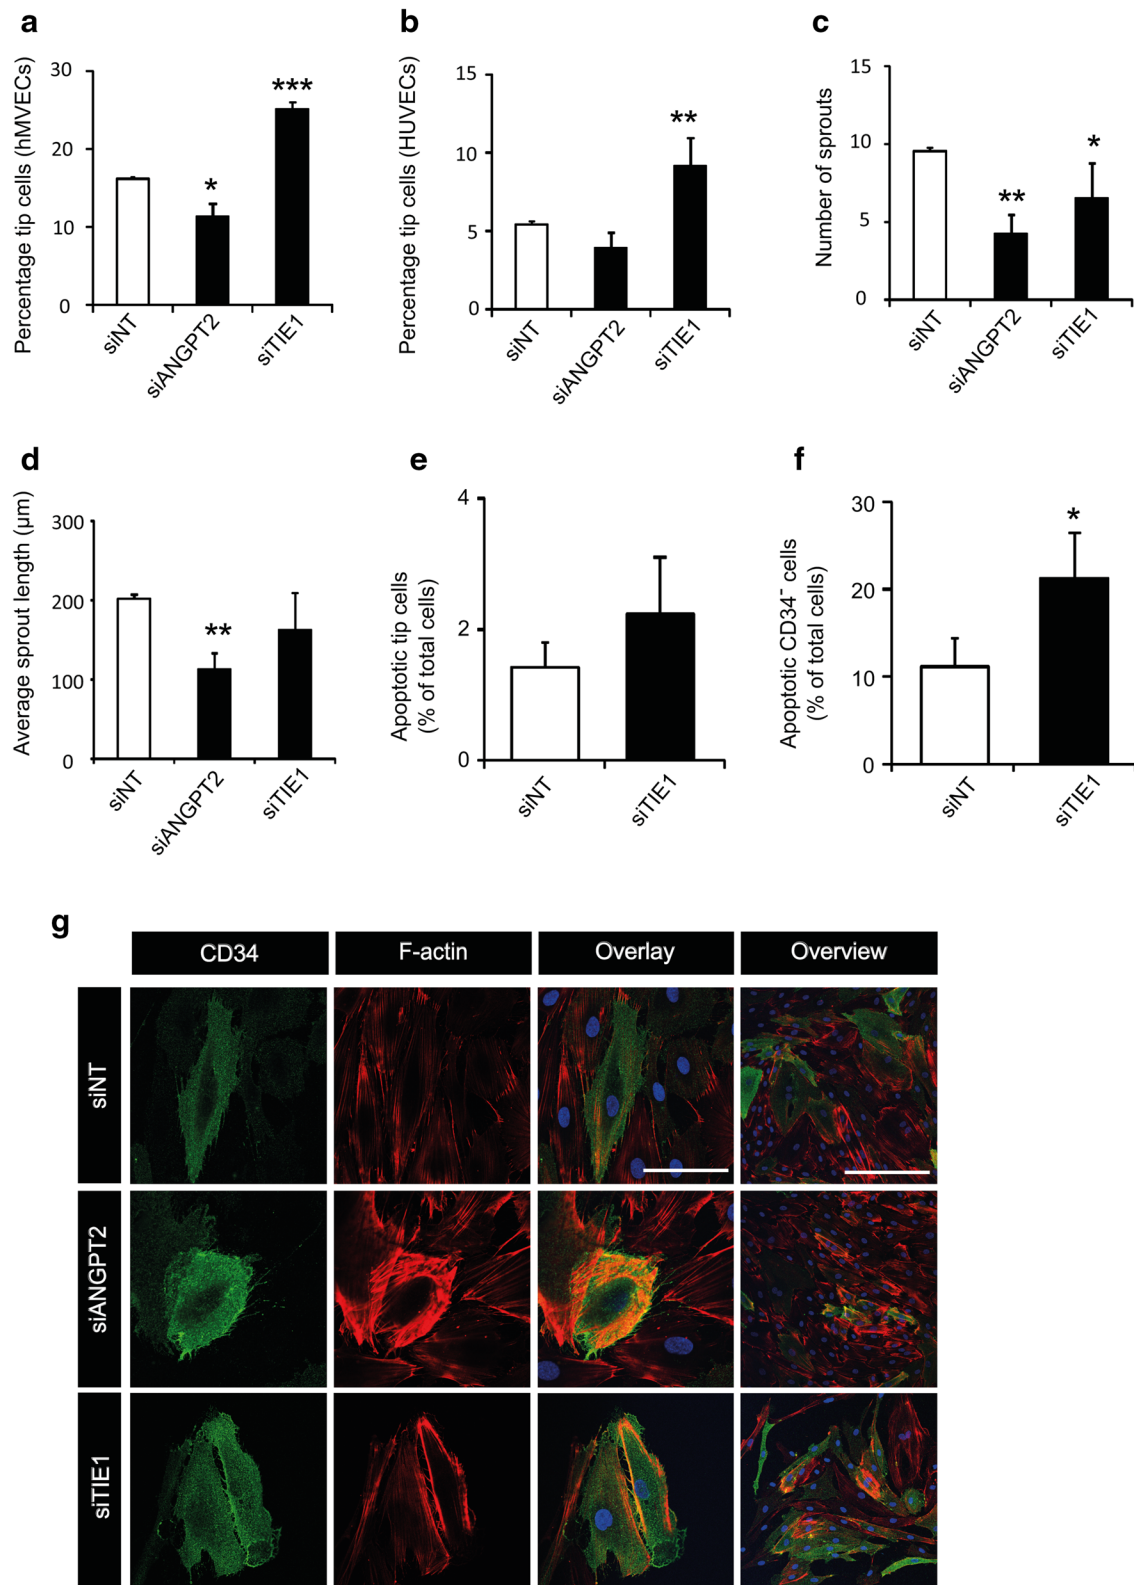 a
Percentage tip cells (hMVECs)
30
20
10
0
*
***
siNT
siANGPT2
siTIE1
b
Percentage tip cells (HUVECs)
15
10
5
0
**
siNT
siANGPT2
siTIE1
c
Number of sprouts
15
10
5
0
**
*
siNT
siANGPT2
siTIE1
d
Average sprout length (µm)
300
200
100
0
**
siNT
siANGPT2
siTIE1
e
Apoptotic tip cells
(% of total cells)
4
2
0
siNT
siTIE1
f
Apoptotic CD34⁻ cells
(% of total cells)
30
20
10
0
*
siNT
siTIE1
g
CD34
F-actin
Overlay
Overview
siNT
siANGPT2
siTIE1